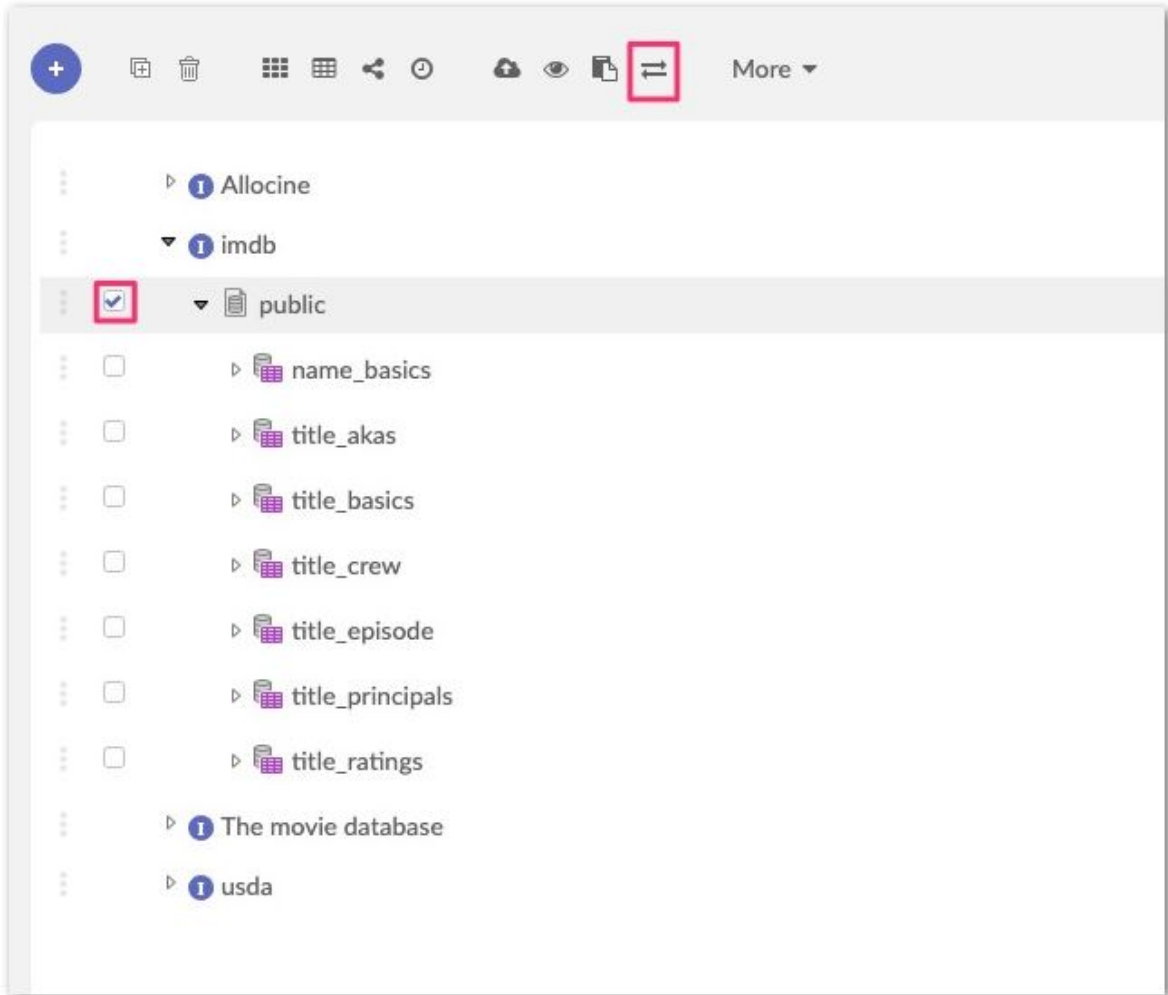 More
Allocine
imdb
public
name_basics
title_akas
title_basics
title_crew
title_episode
title_principals
title_ratings
The movie database
usda